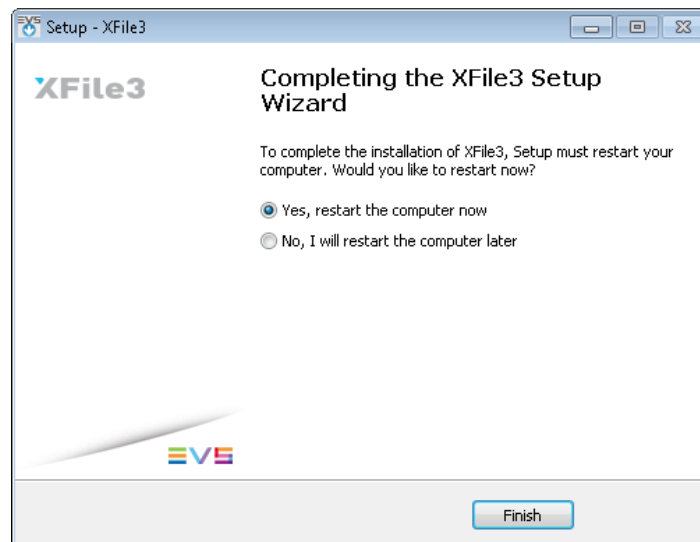 EVS
Setup - XFile3
XFile3
Completing the XFile3 Setup
Wizard
To complete the installation of XFile3, Setup must restart your
computer. Would you like to restart now?
Yes, restart the computer now
No, I will restart the computer later
EVS
Finish